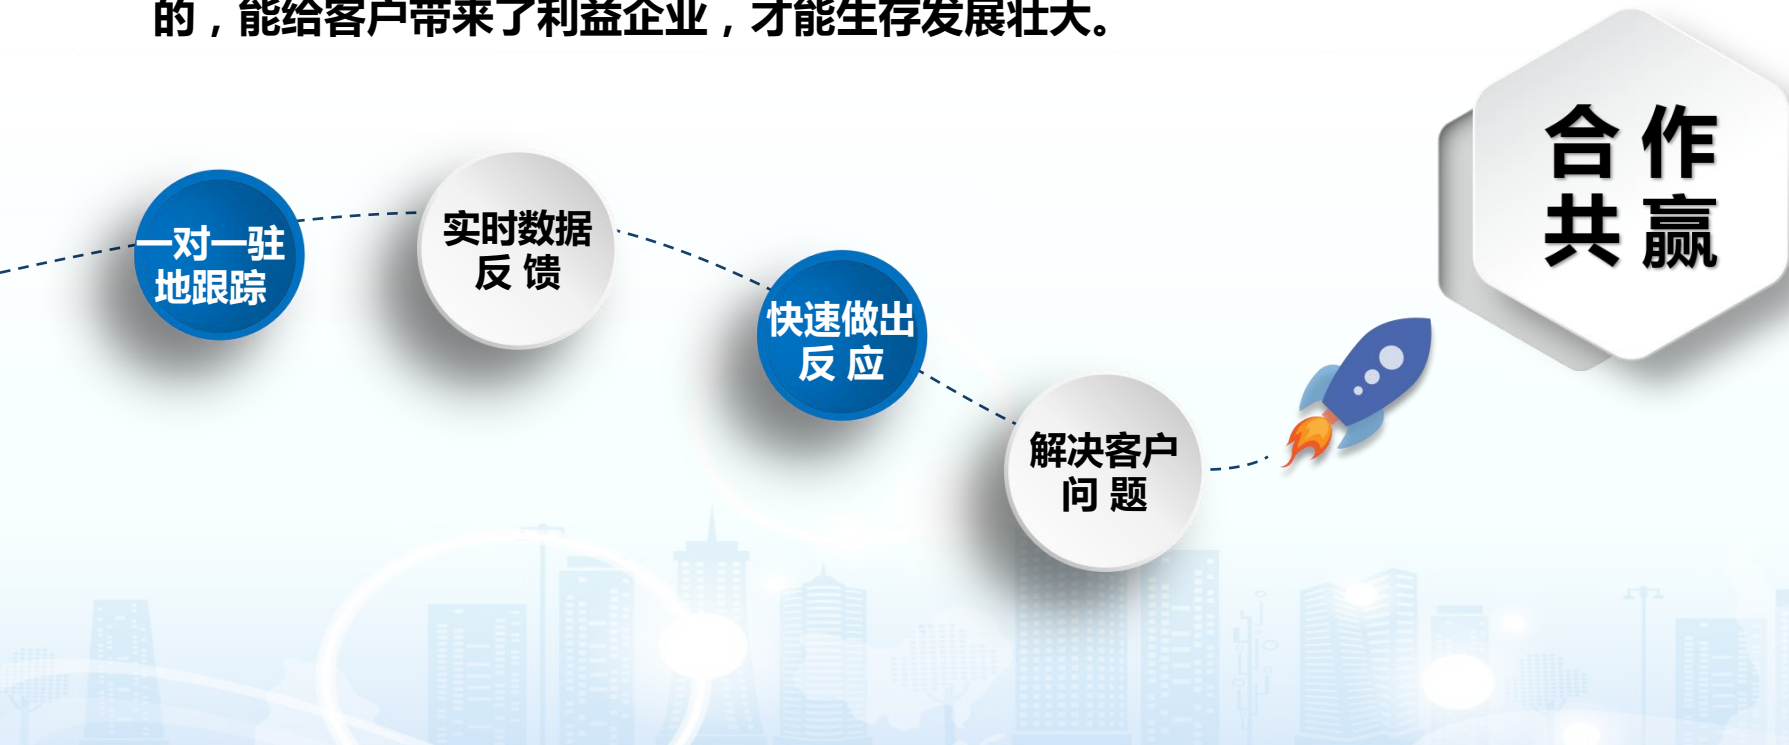 的，能给客户带来了利益企业，才能生存发展壮大。
合作
共赢
一对一驻
地跟踪
实时数据
反馈
快速做出
反应
解决客户
问题